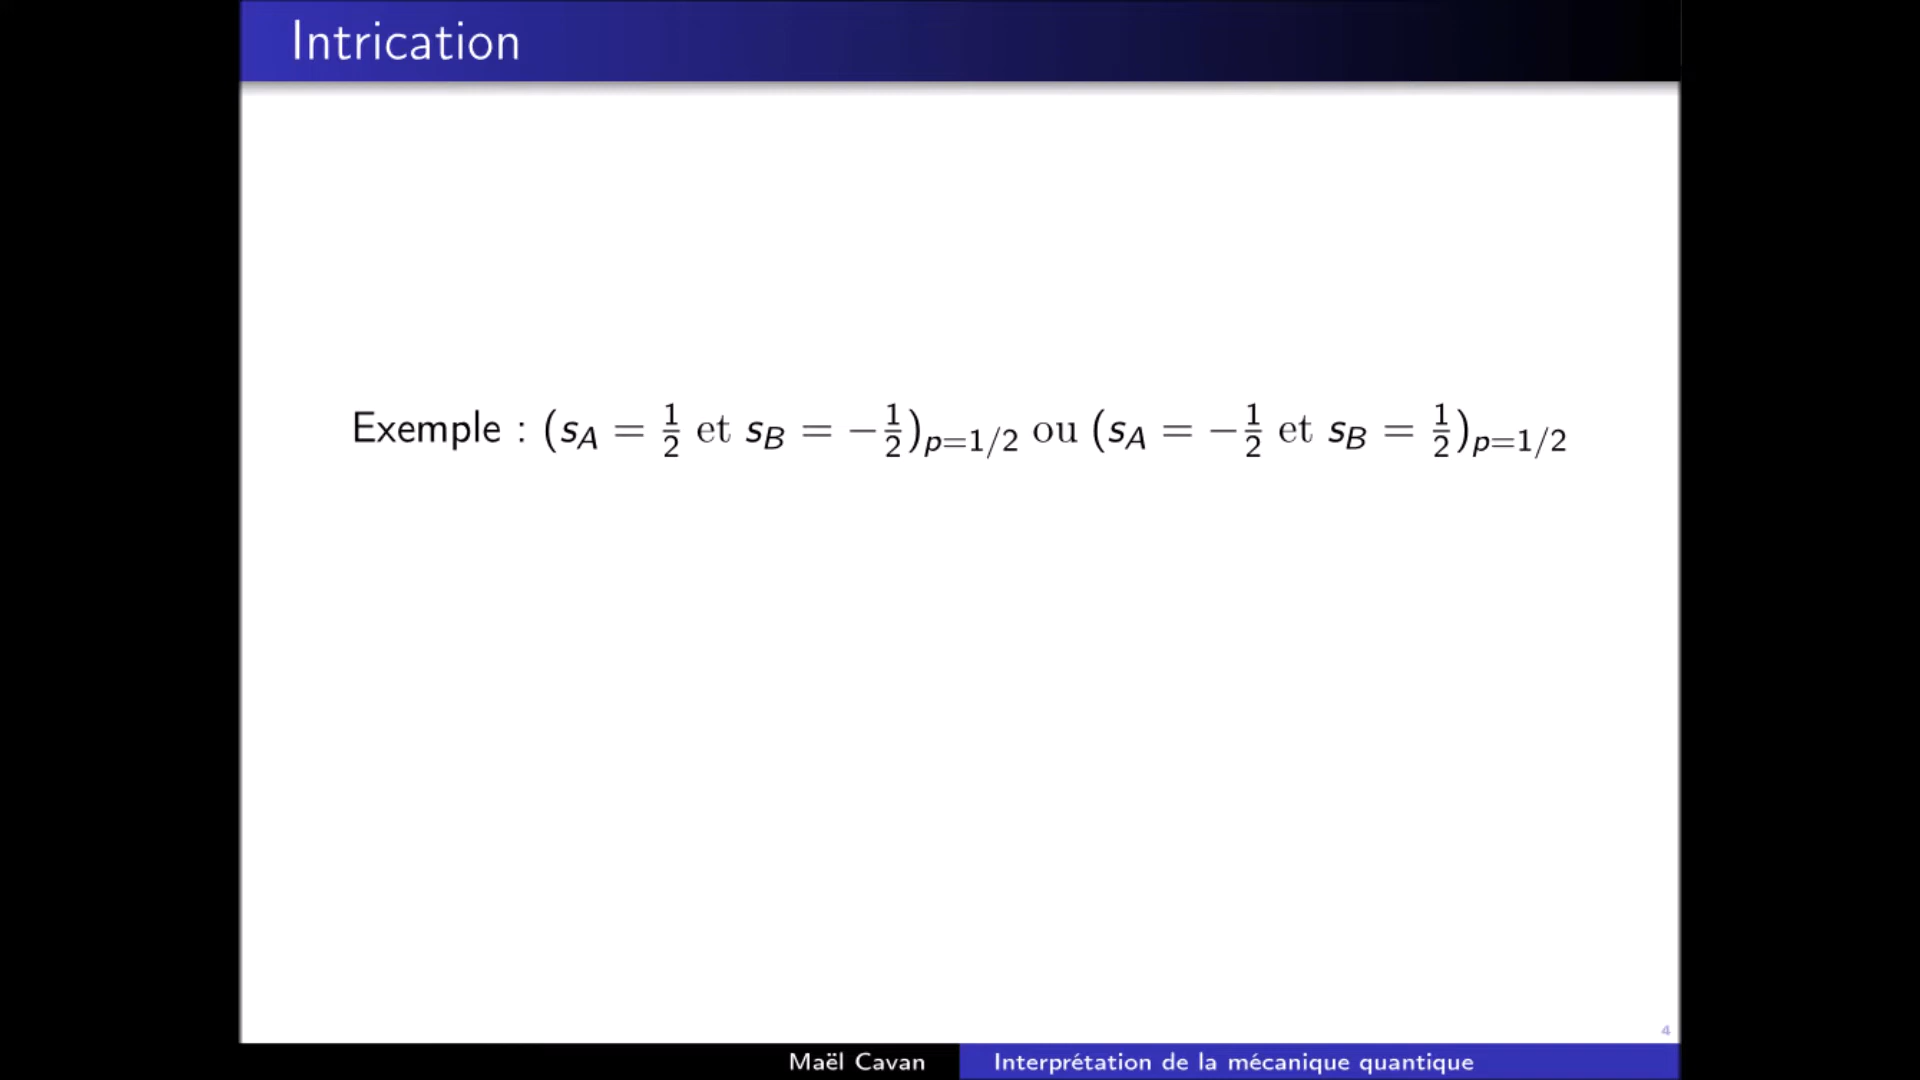 Intrication
Exemple : (s_A = 1/2 et s_B = −1/2)_{p=1/2} ou (s_A = −1/2 et s_B = 1/2)_{p=1/2}
4
Maël Cavan
Interprétation de la mécanique quantique